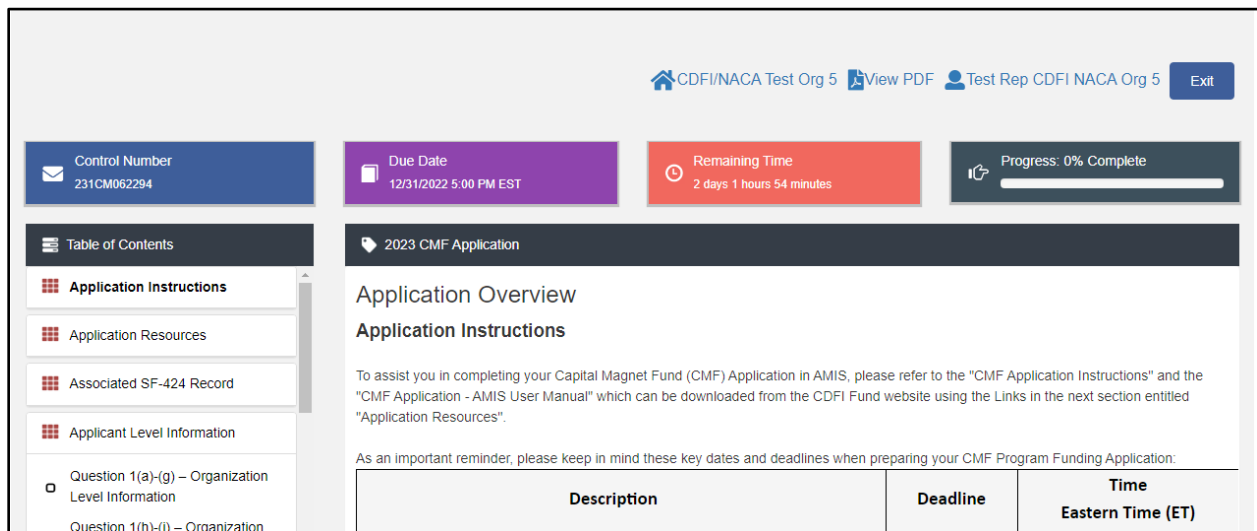 CDFI/NACA Test Org 5 View PDF Test Rep CDFI NACA Org 5 Exit
Control Number
231CM062294
Due Date
12/31/2022 5:00 PM EST
Remaining Time
2 days 1 hours 54 minutes
Progress: 0% Complete
Table of Contents
Application Instructions
Application Resources
Associated SF-424 Record
Applicant Level Information
Question 1(a)-(g) – Organization
Level Information
Question 1(h)-(i) – Organization
2023 CMF Application
Application Overview
Application Instructions
To assist you in completing your Capital Magnet Fund (CMF) Application in AMIS, please refer to the "CMF Application Instructions" and the
"CMF Application - AMIS User Manual" which can be downloaded from the CDFI Fund website using the Links in the next section entitled
"Application Resources".
As an important reminder, please keep in mind these key dates and deadlines when preparing your CMF Program Funding Application:
Description Deadline Time
Eastern Time (ET)